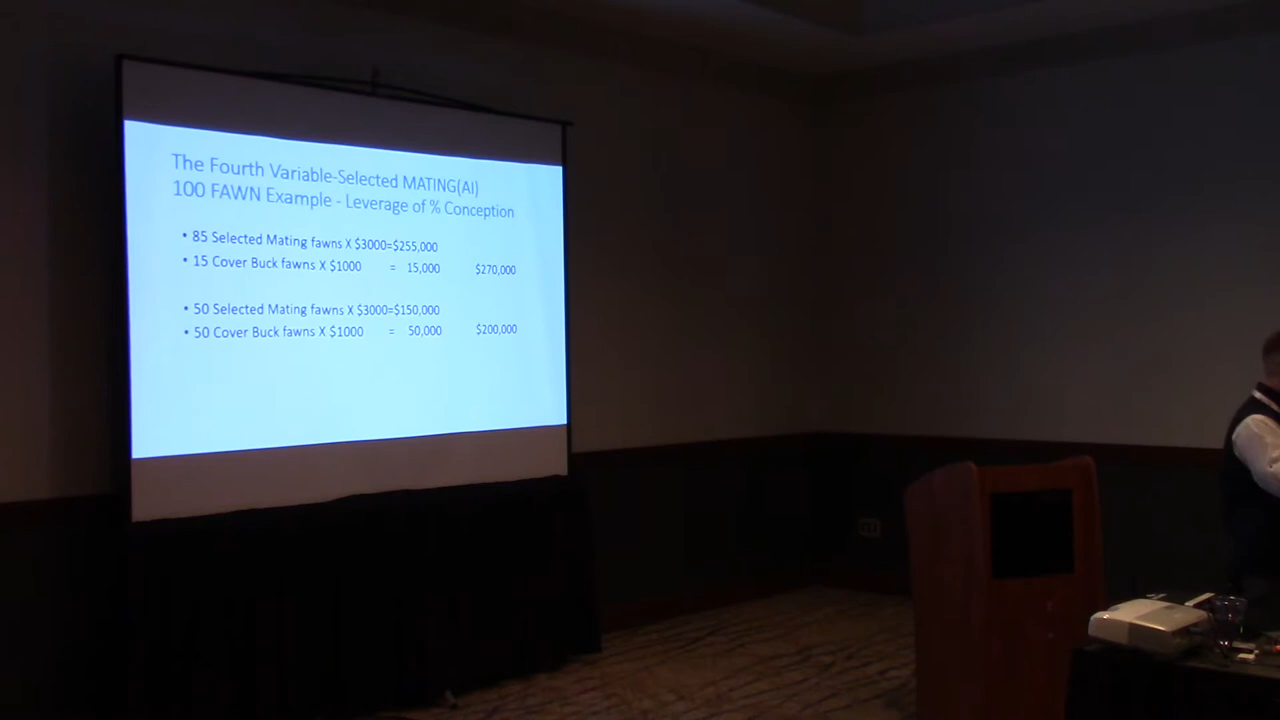 The Fourth Variable-Selected MATING(AI)
100 FAWN Example - Leverage of % Conception
• 85 Selected Mating fawns X $3000=$255,000
• 15 Cover Buck fawns X $1000 = 15,000 $270,000
• 50 Selected Mating fawns X $3000=$150,000
• 50 Cover Buck fawns X $1000 = 50,000 $200,000